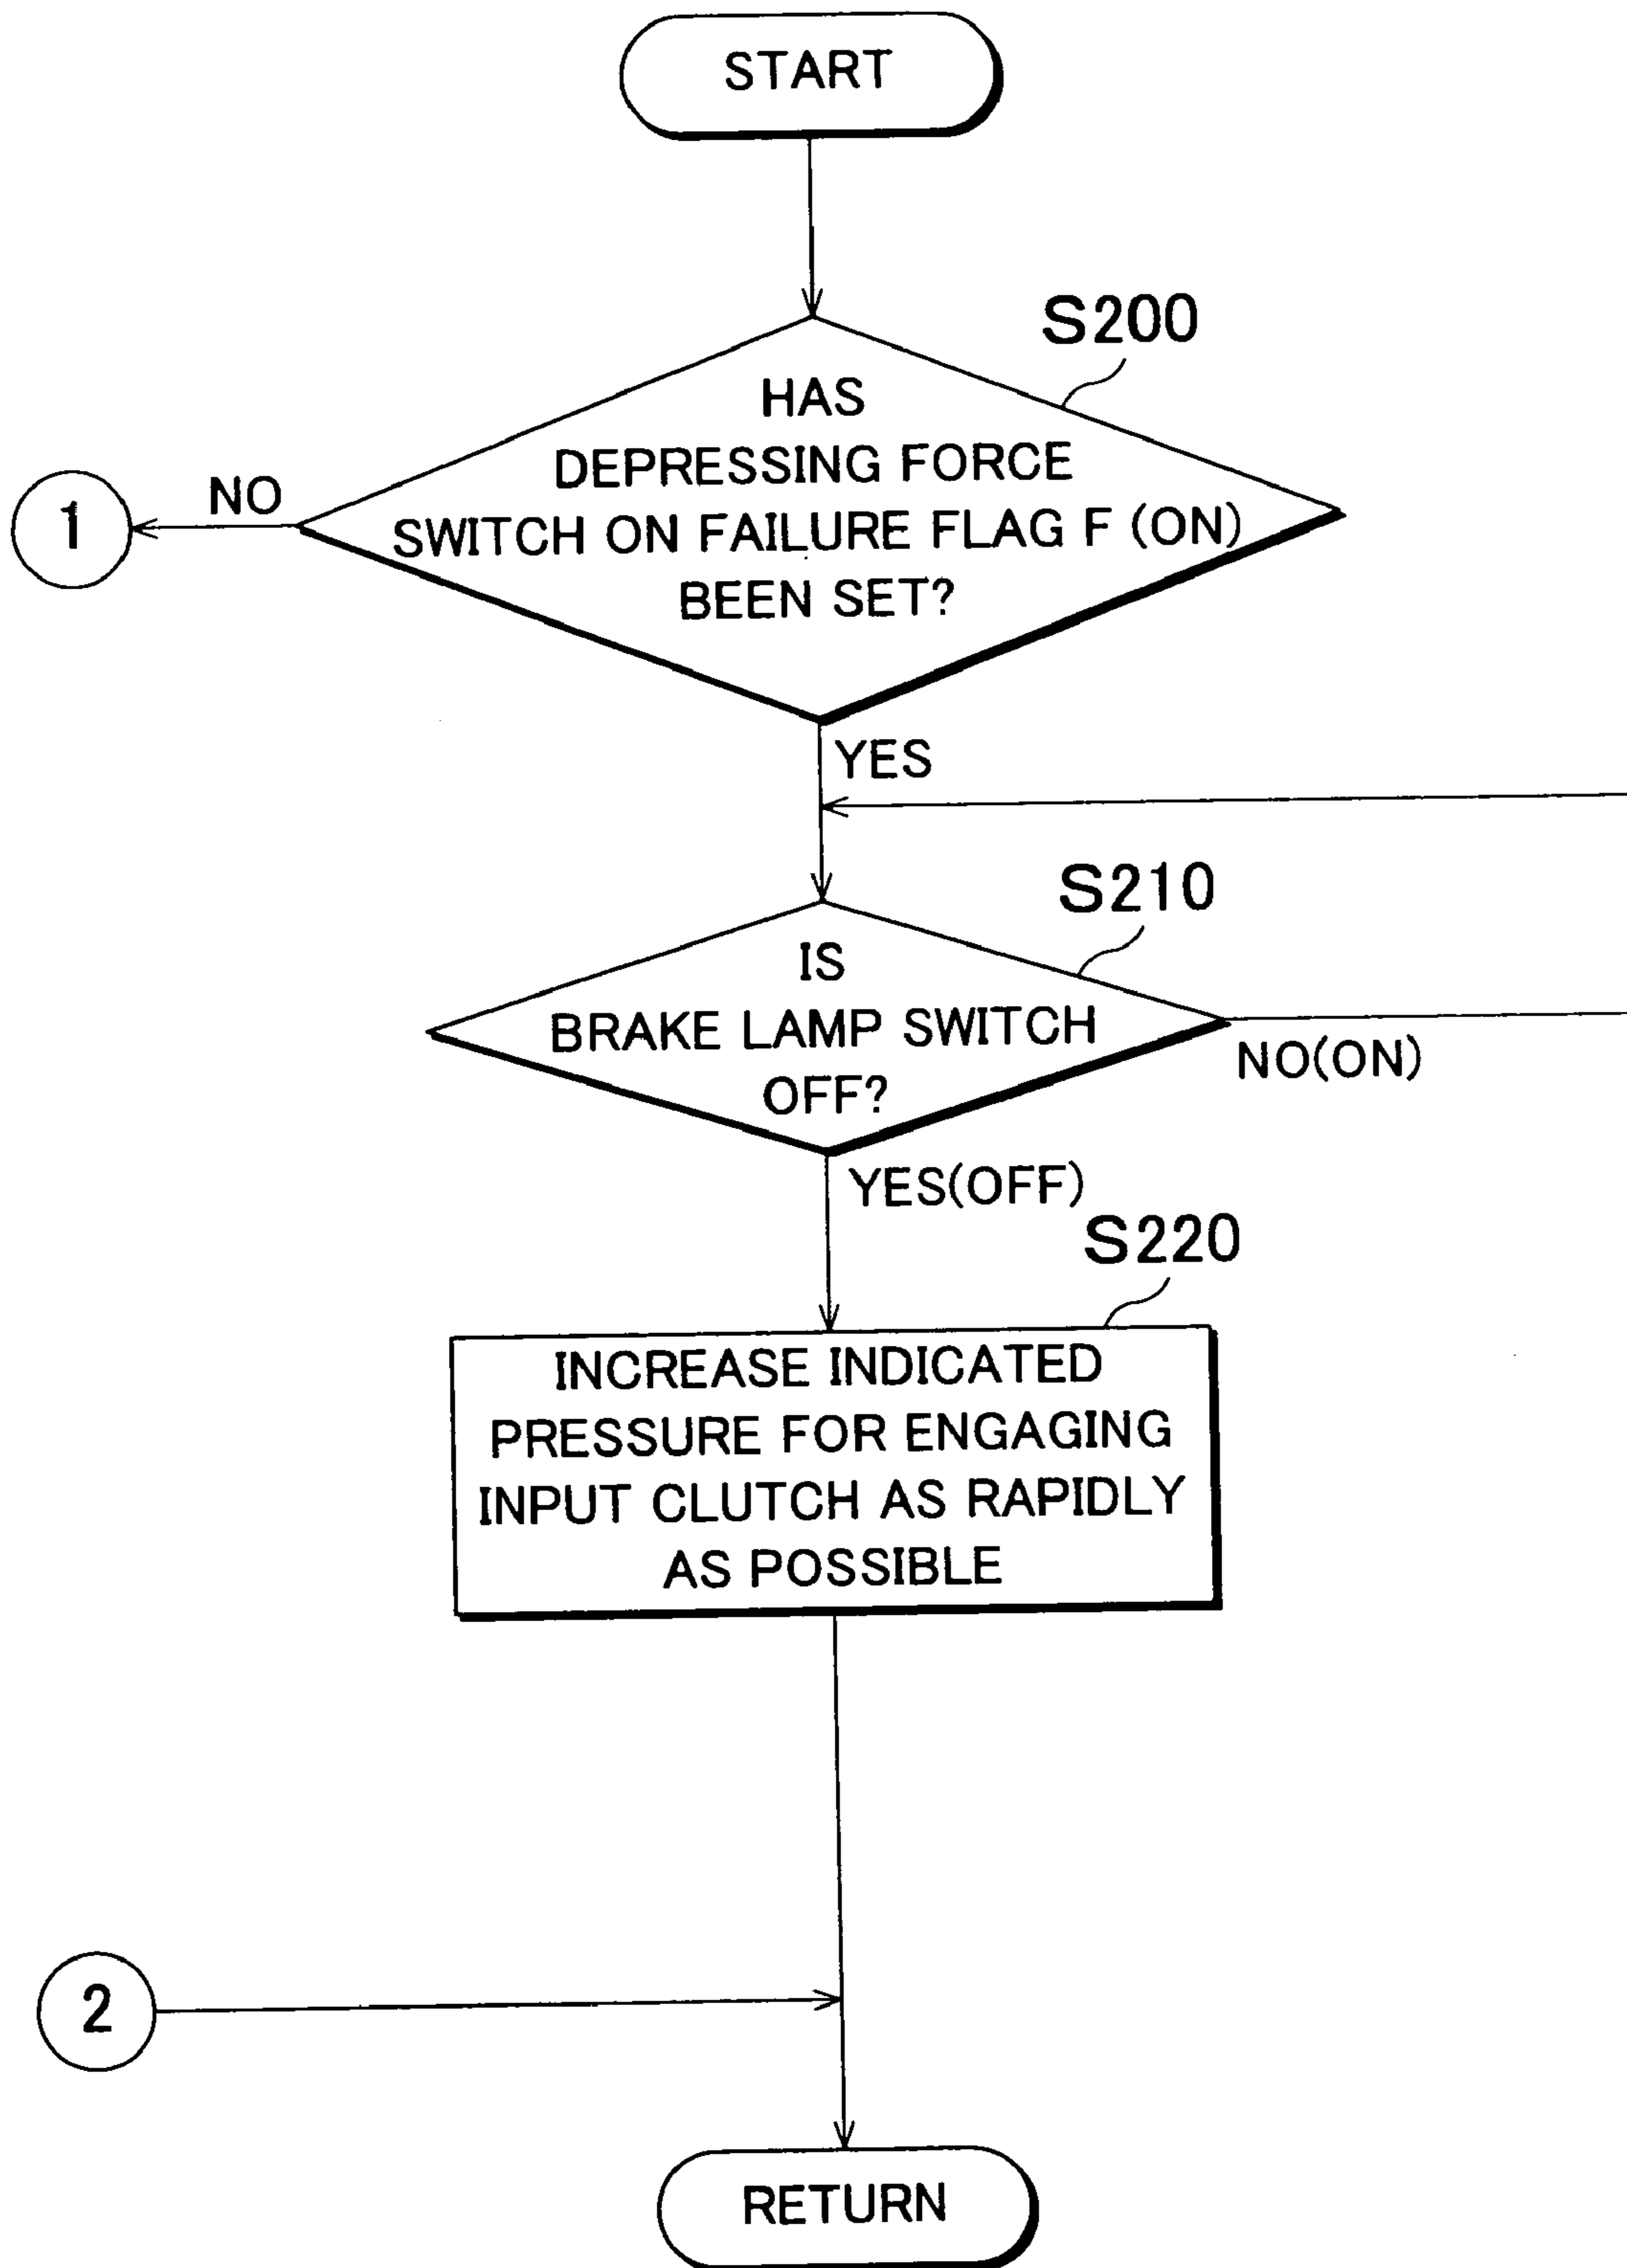 START
S200
HAS
DEPRESSING FORCE
SWITCH ON FAILURE FLAG F (ON)
BEEN SET?
NO
1
YES
S210
IS
BRAKE LAMP SWITCH
OFF?
NO(ON)
YES(OFF)
S220
INCREASE INDICATED
PRESSURE FOR ENGAGING
INPUT CLUTCH AS RAPIDLY
AS POSSIBLE
2
RETURN